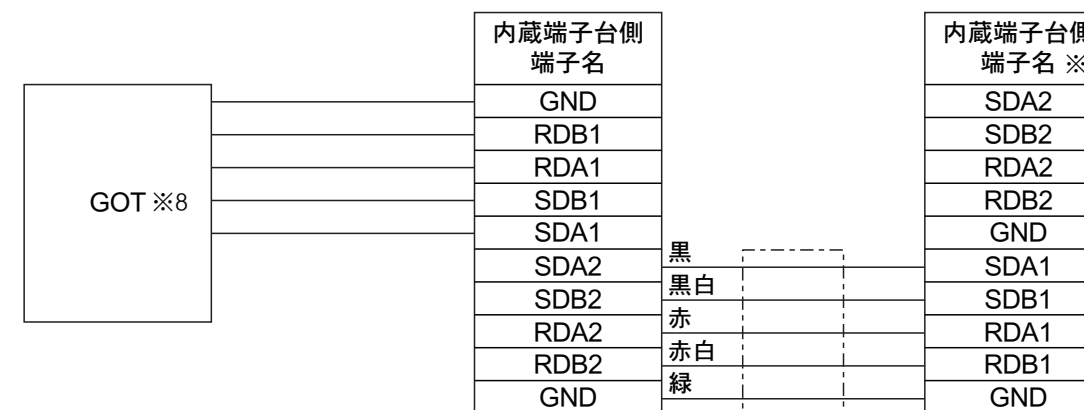 内蔵端子台側
端子名
GND
RDB1
RDA1
SDB1
SDA1
SDA2
SDB2
RDA2
RDB2
GND
GOT ※8
黒
黒白
赤
赤白
緑
内蔵端子台側
端子名 ※
SDA2
SDB2
RDA2
RDB2
GND
SDA1
SDB1
RDA1
RDB1
GND